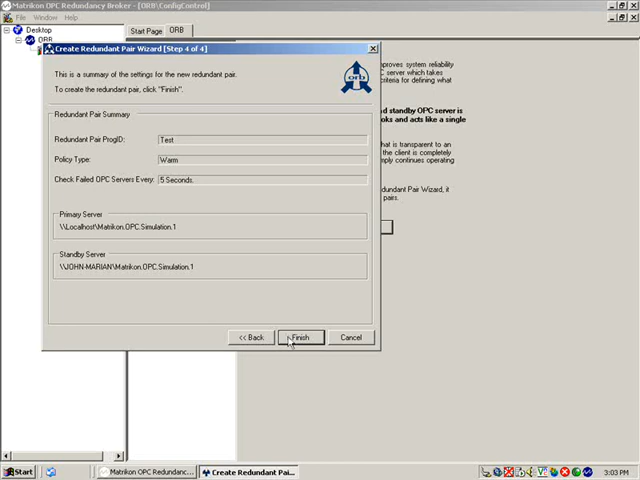 Matrikon OPC Redundancy Broker - [ORB\ConfigControl]
File Window Help
Desktop
ORB
Start Page ORB
Create Redundant Pair Wizard [Step 4 of 4]
This is a summary of the settings for the new redundant pair.
To create the redundant pair, click "Finish".
orb
Redundant Pair Summary
Redundant Pair ProgID: Test
Policy Type: Warm
Check Failed OPC Servers Every: 5 Seconds.
Primary Server
\\Localhost\Matrikon.OPC.Simulation.1
Standby Server
\\JOHN-MARIAN\Matrikon.OPC.Simulation.1
<< Back Finish Cancel
mproves system reliability
C server which takes
criteria for defining what
nd standby OPC server is
oks and acts like a single
hat is transparent to an
the client is completely
mply continues operating
dundant Pair Wizard, it
pairs.
Start Matrikon OPC Redundanc... Create Redundant Pai... 3:03 PM